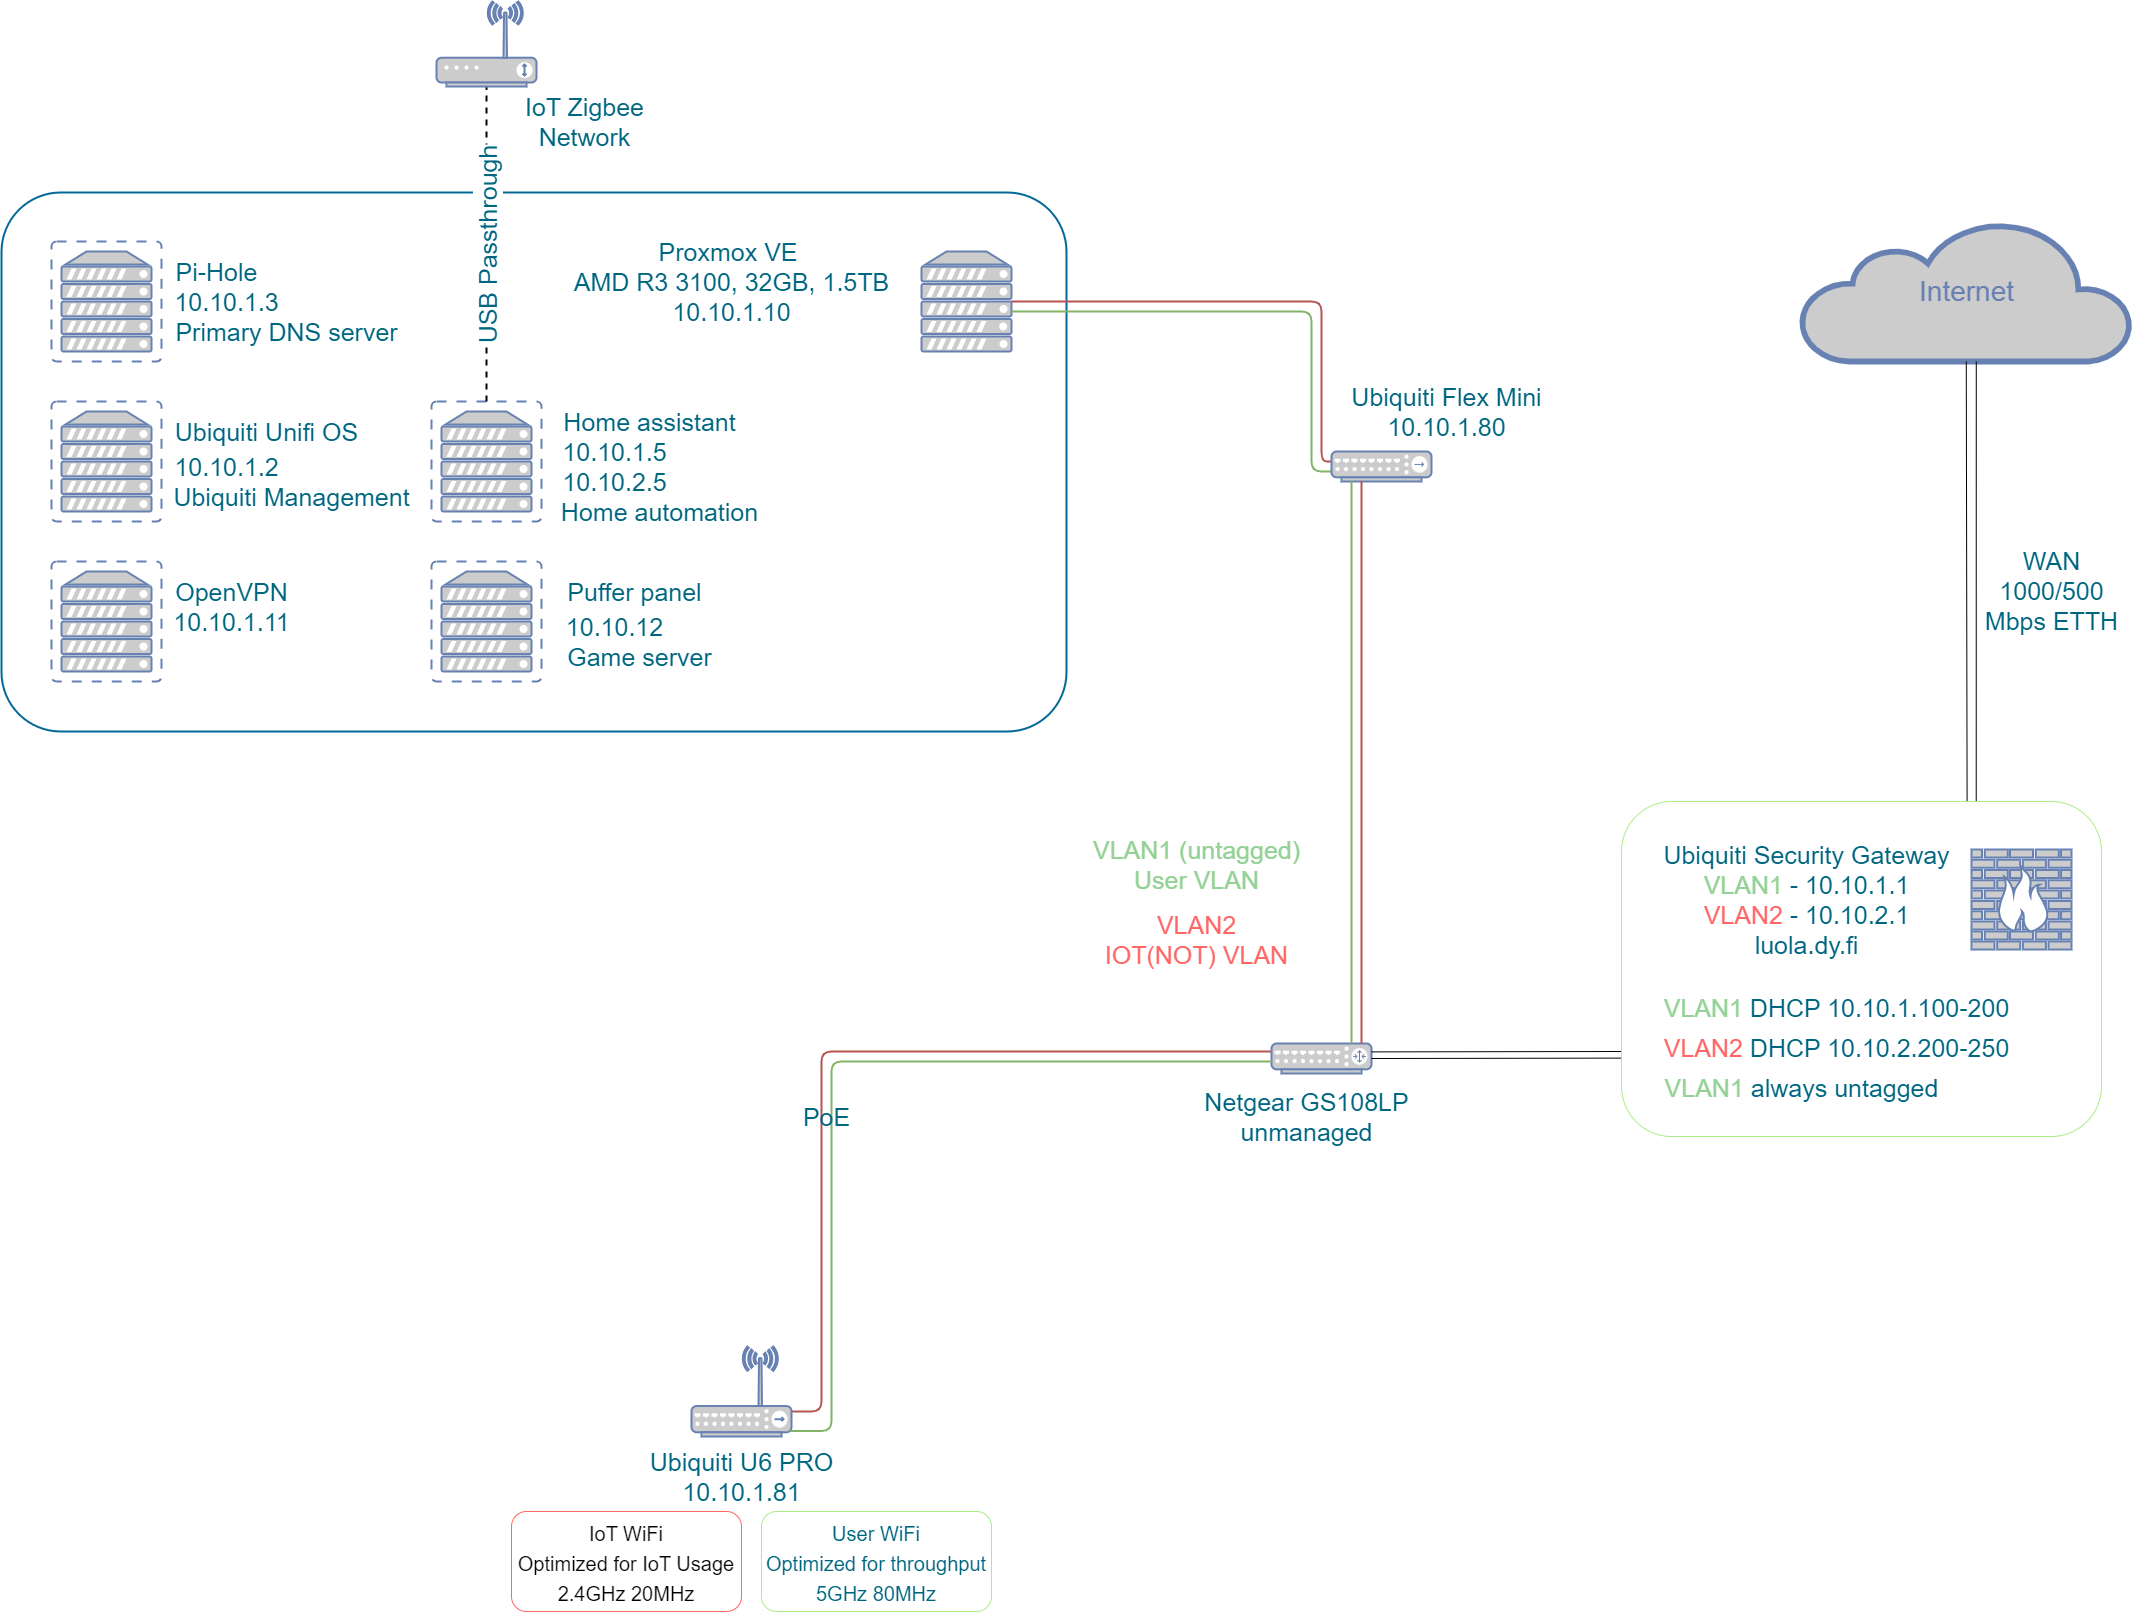 IoT Zigbee
Network
USB Passthrough
Pi-Hole
10.10.1.3
Primary DNS server
Proxmox VE
AMD R3 3100, 32GB, 1.5TB
10.10.1.10
Ubiquiti Unifi OS
10.10.1.2
Ubiquiti Management
Home assistant
10.10.1.5
10.10.2.5
Home automation
OpenVPN
10.10.1.11
Puffer panel
10.10.12
Game server
Ubiquiti Flex Mini
10.10.1.80
Internet
WAN
1000/500
Mbps ETTH
VLAN1 (untagged)
User VLAN
VLAN2
IOT(NOT) VLAN
Ubiquiti Security Gateway
VLAN1 - 10.10.1.1
VLAN2 - 10.10.2.1
luola.dy.fi
VLAN1 DHCP 10.10.1.100-200
VLAN2 DHCP 10.10.2.200-250
VLAN1 always untagged
Netgear GS108LP
unmanaged
PoE
Ubiquiti U6 PRO
10.10.1.81
IoT WiFi
Optimized for IoT Usage
2.4GHz 20MHz
User WiFi
Optimized for throughput
5GHz 80MHz